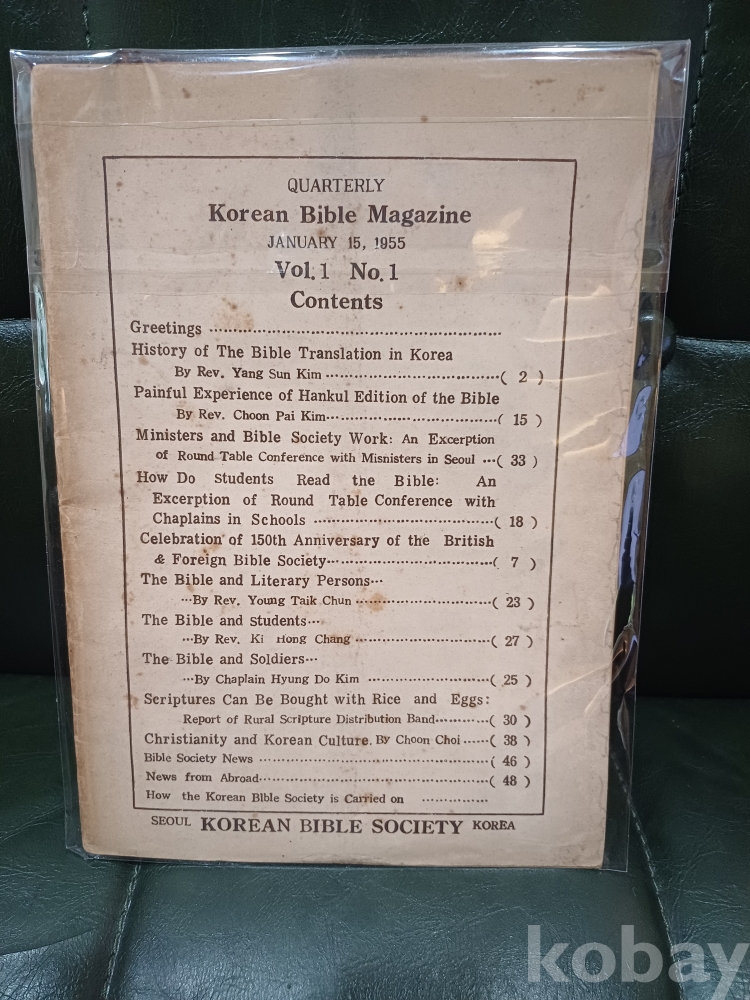 QUARTERLY
Korean Bible Magazine
JANUARY 15, 1955
Vol.1 No.1
Contents
Greetings ................................................
History of The Bible Translation in Korea
By Rev. Yang Sun Kim ...................................( 2 )
Painful Experience of Hankul Edition of the Bible
By Rev. Choon Pai Kim...................................( 15 )
Ministers and Bible Society Work: An Excerption
of Round Table Conference with Misnisters in Seoul ...( 33 )
How Do Students Read the Bible: An
Excerption of Round Table Conference with
Chaplains in Schools ....................................( 18 )
Celebration of 150th Anniversary of the British
& Foreign Bible Society..................................( 7 )
The Bible and Literary Persons...
...By Rev. Young Taik Chun ...........................( 23 )
The Bible and Students...
...By Rev. Ki Hong Chang ...........................( 27 )
The Bible and Soldiers...
...By Chaplain Hyung Do Kim ........................( 25 )
Scriptures Can Be Bought with Rice and Eggs:
Report of Rural Scripture Distribution Band...........( 30 )
Christianity and Korean Culture. By Choon Choi ......( 38 )
Bible Society News ..............................................( 46 )
News from Abroad..............................................( 48 )
How the Korean Bible Society is Carried on ...............
SEOUL KOREAN BIBLE SOCIETY KOREA
kobay